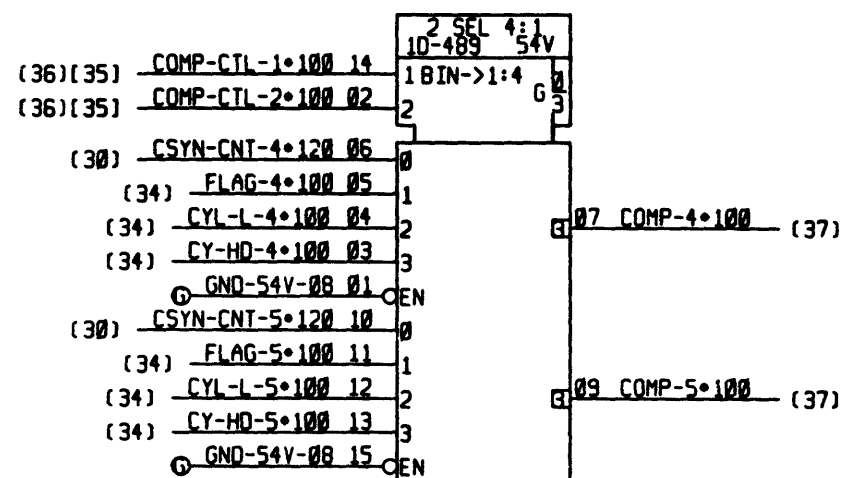 2 SEL 4:1
1D-489 54V
(36)[35] COMP-CTL-1•100 14 1 BIN->1:4 G 0/3
(36)[35] COMP-CTL-2•100 02 2
(30) CSYN-CNT-4•120 06 0
(34) FLAG-4•100 05 1
(34) CYL-L-4•100 04 2 3 07 COMP-4•100 (37)
(34) CY-HD-4•100 03 3
G GND-54V-08 01 EN
(30) CSYN-CNT-5•120 10 0
(34) FLAG-5•100 11 1
(34) CYL-L-5•100 12 2 3 09 COMP-5•100 (37)
(34) CY-HD-5•100 13 3
G GND-54V-08 15 EN